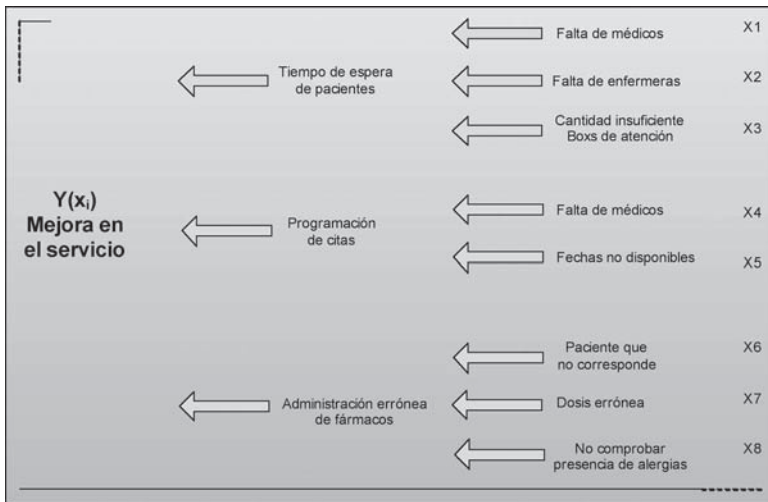 Falta de médicos X1
Tiempo de espera
de pacientes
Falta de enfermeras X2
Cantidad insuficiente
Boxs de atención X3
Y(xᵢ)
Mejora en
el servicio
Programación
de citas
Falta de médicos X4
Fechas no disponibles X5
Paciente que
no corresponde X6
Administración errónea
de fármacos
Dosis errónea X7
No comprobar
presencia de alergias X8